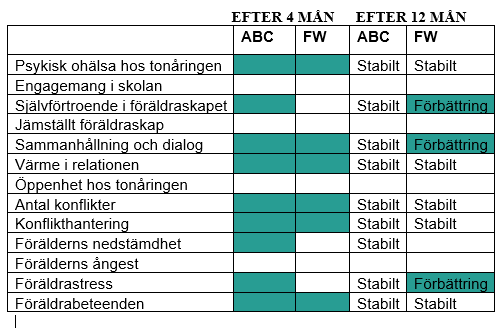 EFTER 4 MÅN EFTER 12 MÅN
ABC FW ABC FW
Psykisk ohälsa hos tonåringen Stabilt Stabilt
Engagemang i skolan
Självförtroende i föräldraskapet Stabilt Förbättring
Jämställt föräldraskap
Sammanhållning och dialog Stabilt Förbättring
Värme i relationen Stabilt Stabilt
Öppenhet hos tonåringen
Antal konflikter Stabilt Stabilt
Konflikthantering Stabilt Stabilt
Förälderns nedstämdhet Stabilt
Förälderns ångest
Föräldrastress Stabilt Förbättring
Föräldrabeteenden Stabilt Stabilt